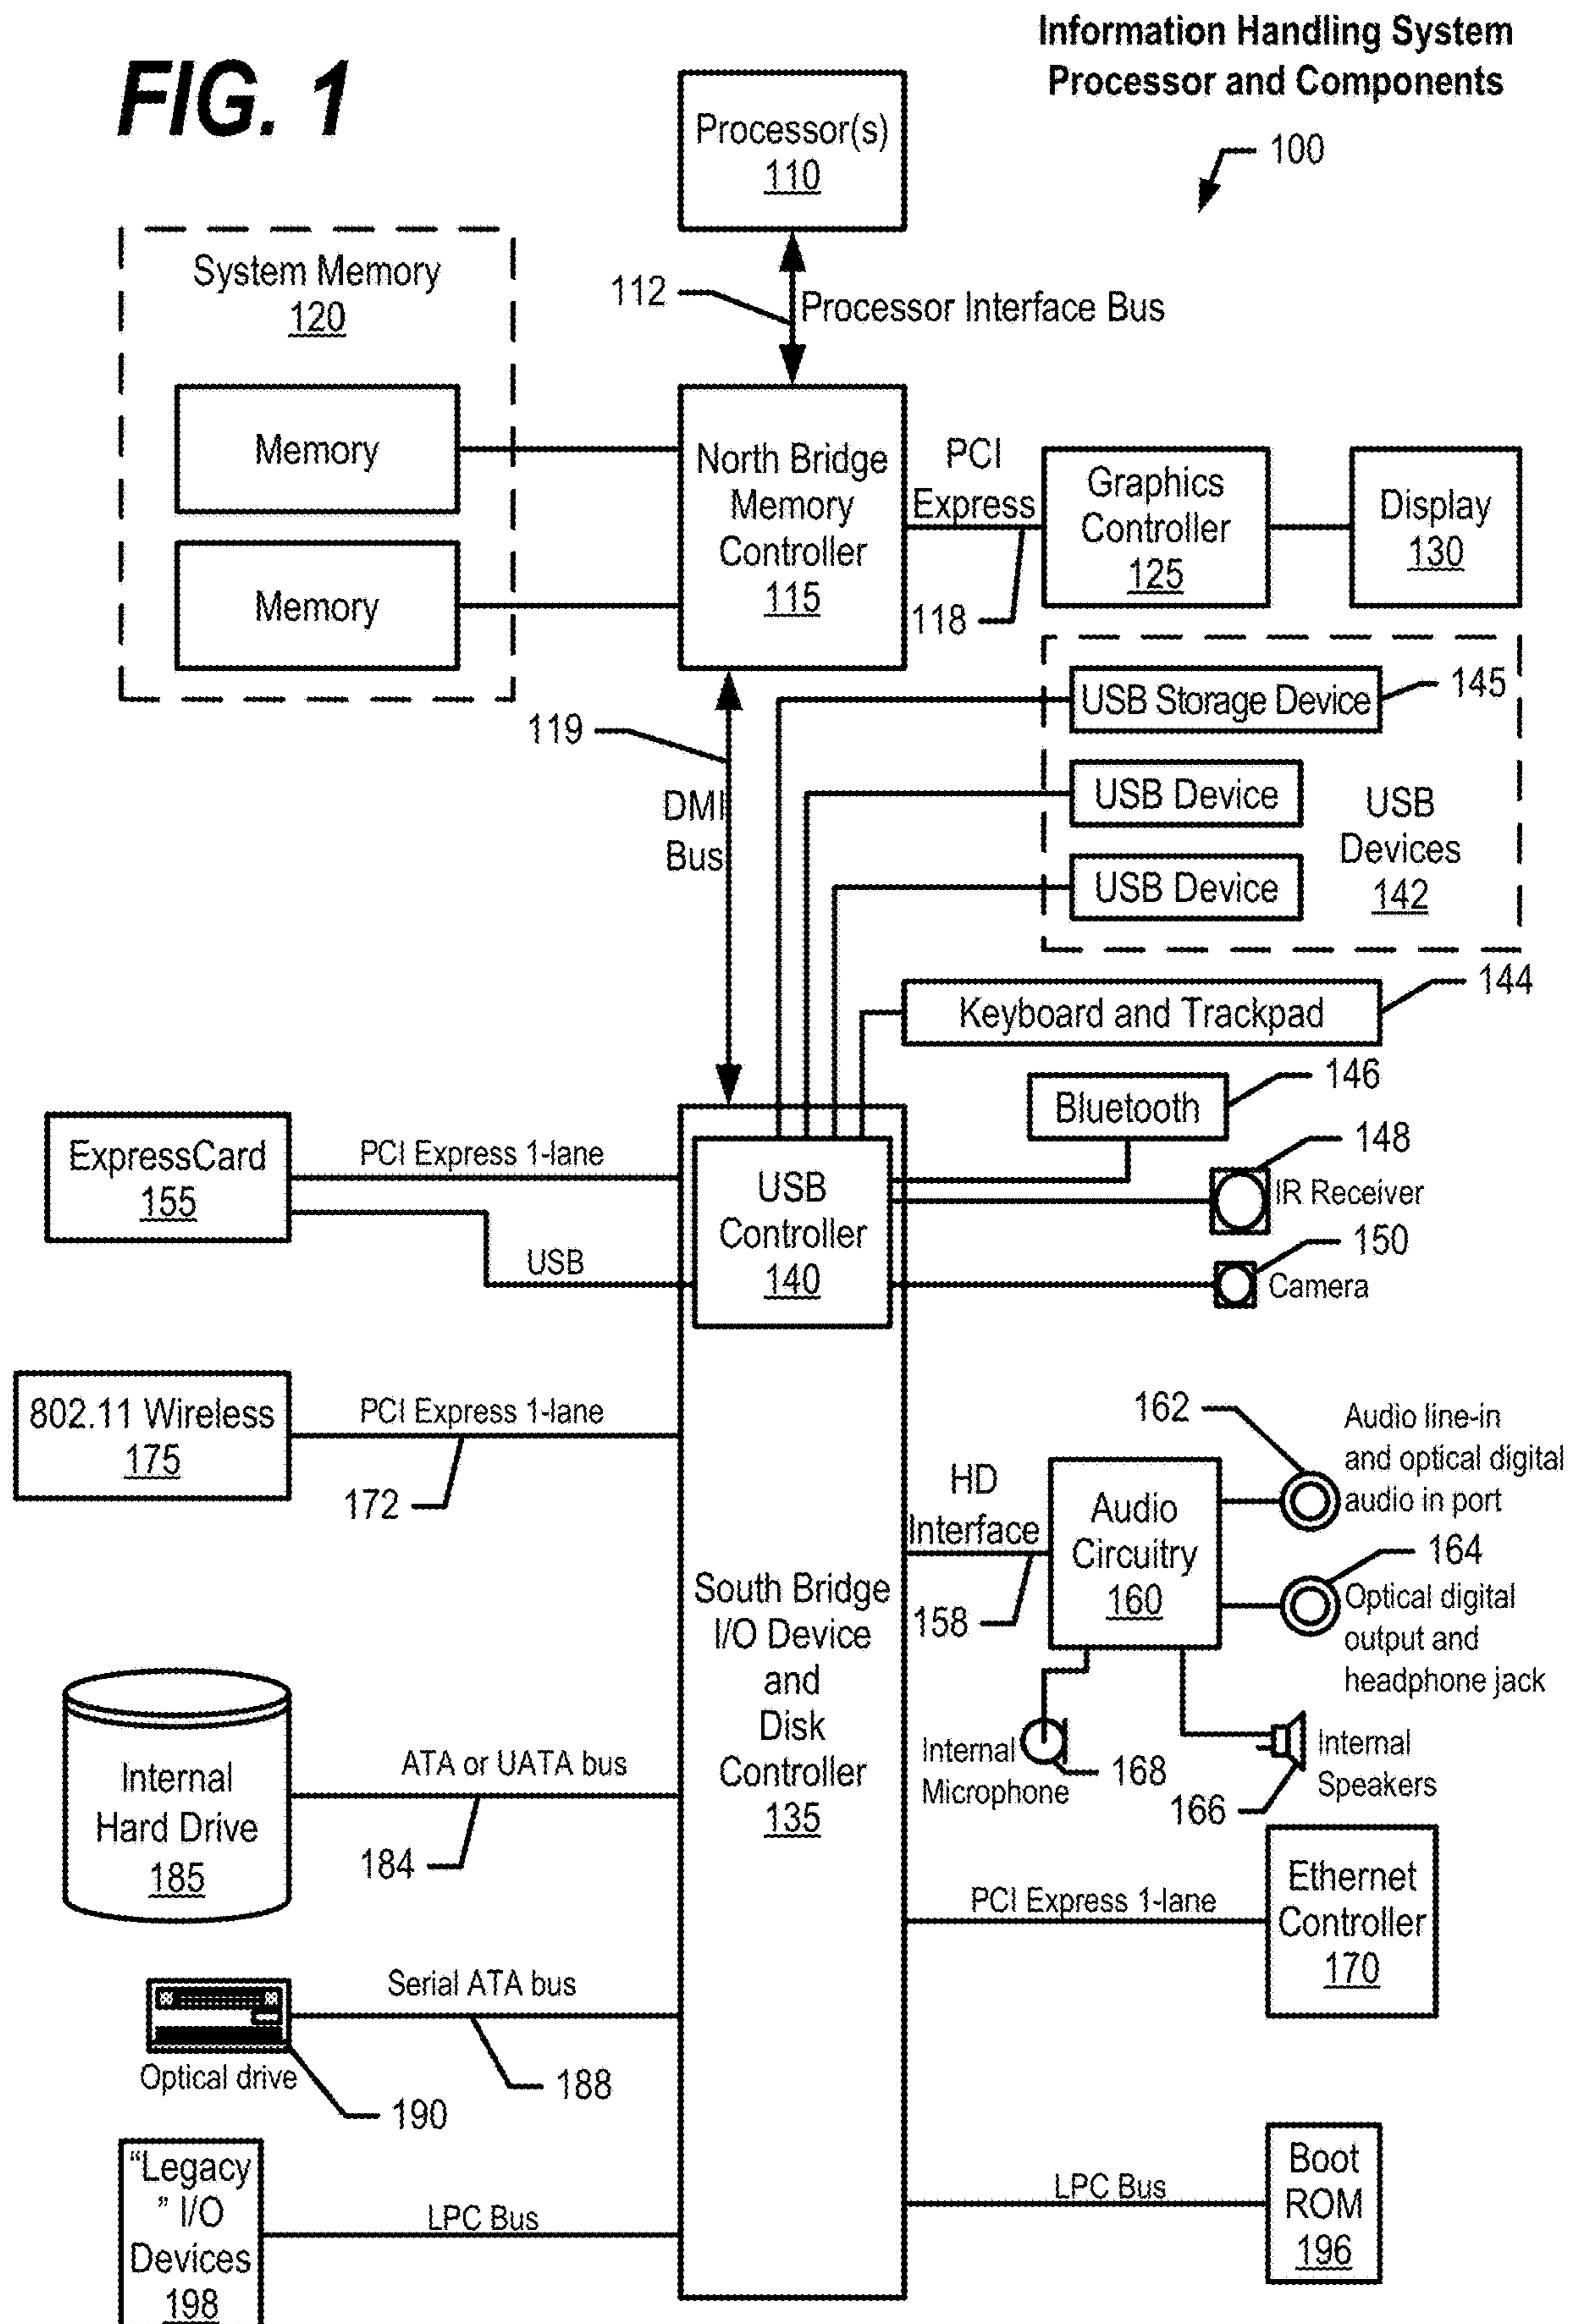 Information Handling System
Processor and Components
FIG. 1
100
Processor(s)
110
System Memory
120
112
Processor Interface Bus
Memory
Memory
North Bridge
Memory
Controller
115
PCI
Express
118
Graphics
Controller
125
Display
130
119
DMI
Bus
USB Storage Device
145
USB Device
USB Device
USB
Devices
142
Keyboard and Trackpad
144
Bluetooth
146
148
IR Receiver
150
Camera
ExpressCard
155
PCI Express 1-lane
USB
USB
Controller
140
802.11 Wireless
175
PCI Express 1-lane
172
162
Audio line-in
and optical digital
audio in port
HD
Interface
158
Audio
Circuitry
160
164
Optical digital
output and
headphone jack
South Bridge
I/O Device
and
Disk
Controller
135
Internal
Microphone
168
Internal
Speakers
166
Internal
Hard Drive
185
ATA or UATA bus
184
PCI Express 1-lane
Ethernet
Controller
170
Serial ATA bus
188
Optical drive
190
“Legacy
” I/O
Devices
198
LPC Bus
LPC Bus
Boot
ROM
196